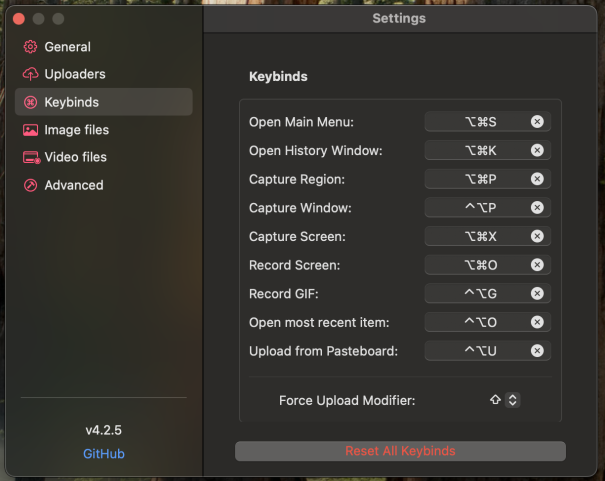 Settings
General
Uploaders
Keybinds
Image files
Video files
Advanced
v4.2.5
GitHub
Keybinds
Open Main Menu: ⌥⌘S
Open History Window: ⌥⌘K
Capture Region: ⌥⌘P
Capture Window: ^⌥P
Capture Screen: ⌥⌘X
Record Screen: ⌥⌘O
Record GIF: ^⌥G
Open most recent item: ^⌥O
Upload from Pasteboard: ^⌥U
Force Upload Modifier: ⇧
Reset All Keybinds